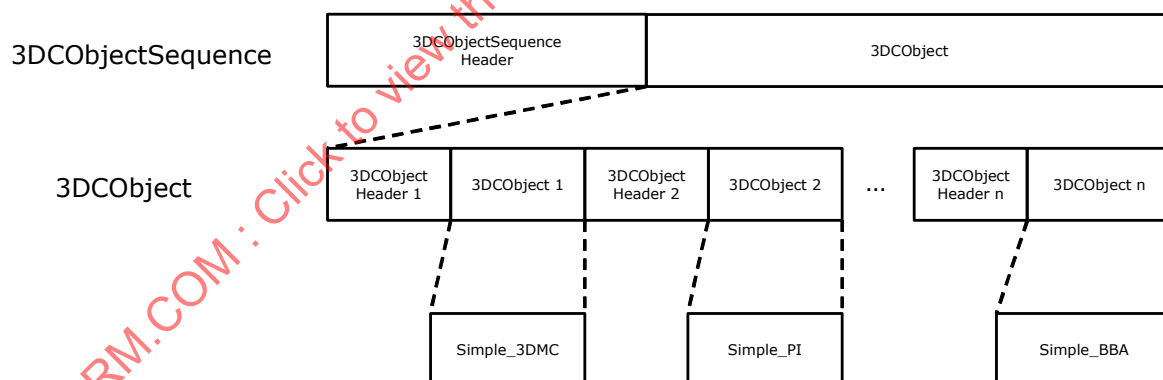 3DCObjectSequence
3DCObjectSequence
Header
3DCObject
3DCObject
3DCObject
Header 1
3DCObject 1
3DCObject
Header 2
3DCObject 2
...
3DCObject
Header n
3DCObject n
Simple_3DMC
Simple_PI
Simple_BBA
RM.COM : Click to view th